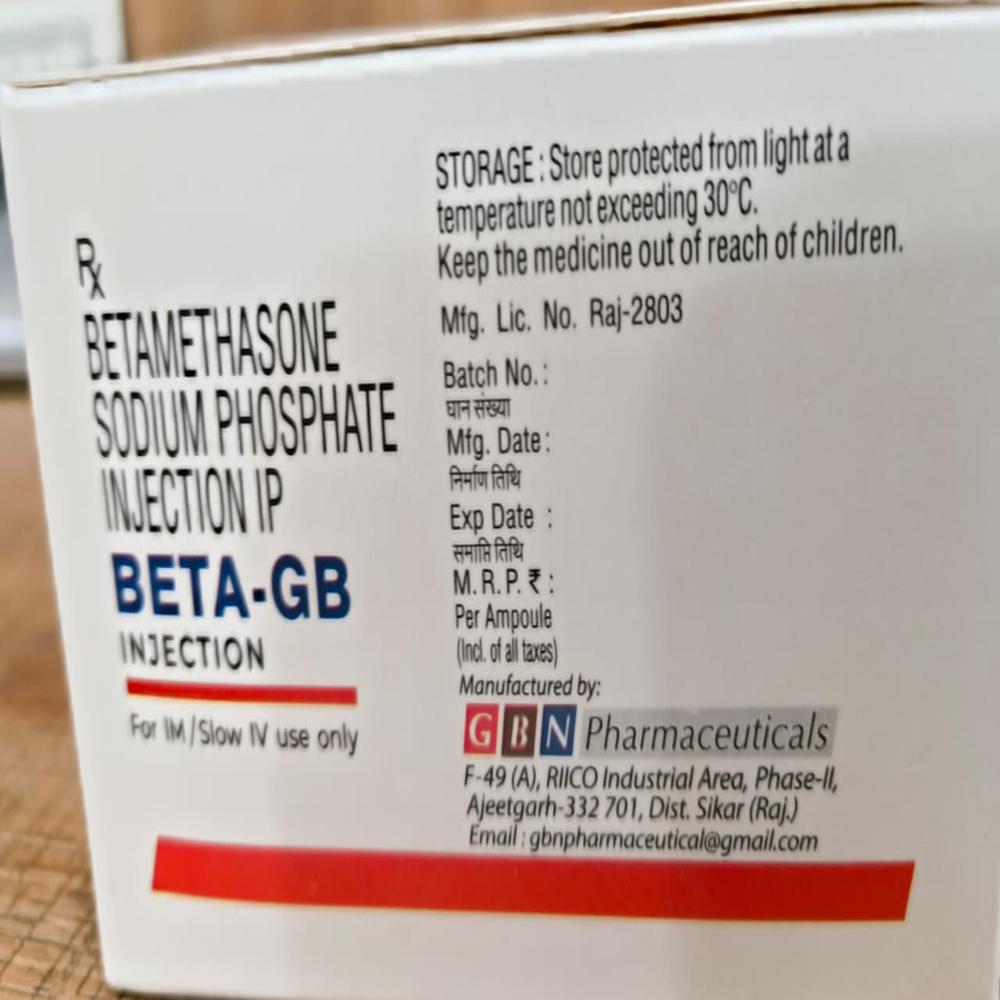 Rx
BETAMETHASONE
SODIUM PHOSPHATE
INJECTION IP
BETA-GB
INJECTION
For IM/Slow IV use only
STORAGE : Store protected from light at a
temperature not exceeding 30°C.
Keep the medicine out of reach of children.
Mfg. Lic. No. Raj-2803
Batch No. :
घान संख्या
Mfg. Date :
निर्माण तिथि
Exp Date :
समाप्ति तिथि
M.R.P. ₹ :
Per Ampoule
(Incl. of all taxes)
Manufactured by:
GBN Pharmaceuticals
F-49 (A), RIICO Industrial Area, Phase-II,
Ajeetgarh-332 701, Dist. Sikar (Raj.)
Email : gbnpharmaceutical@gmail.com